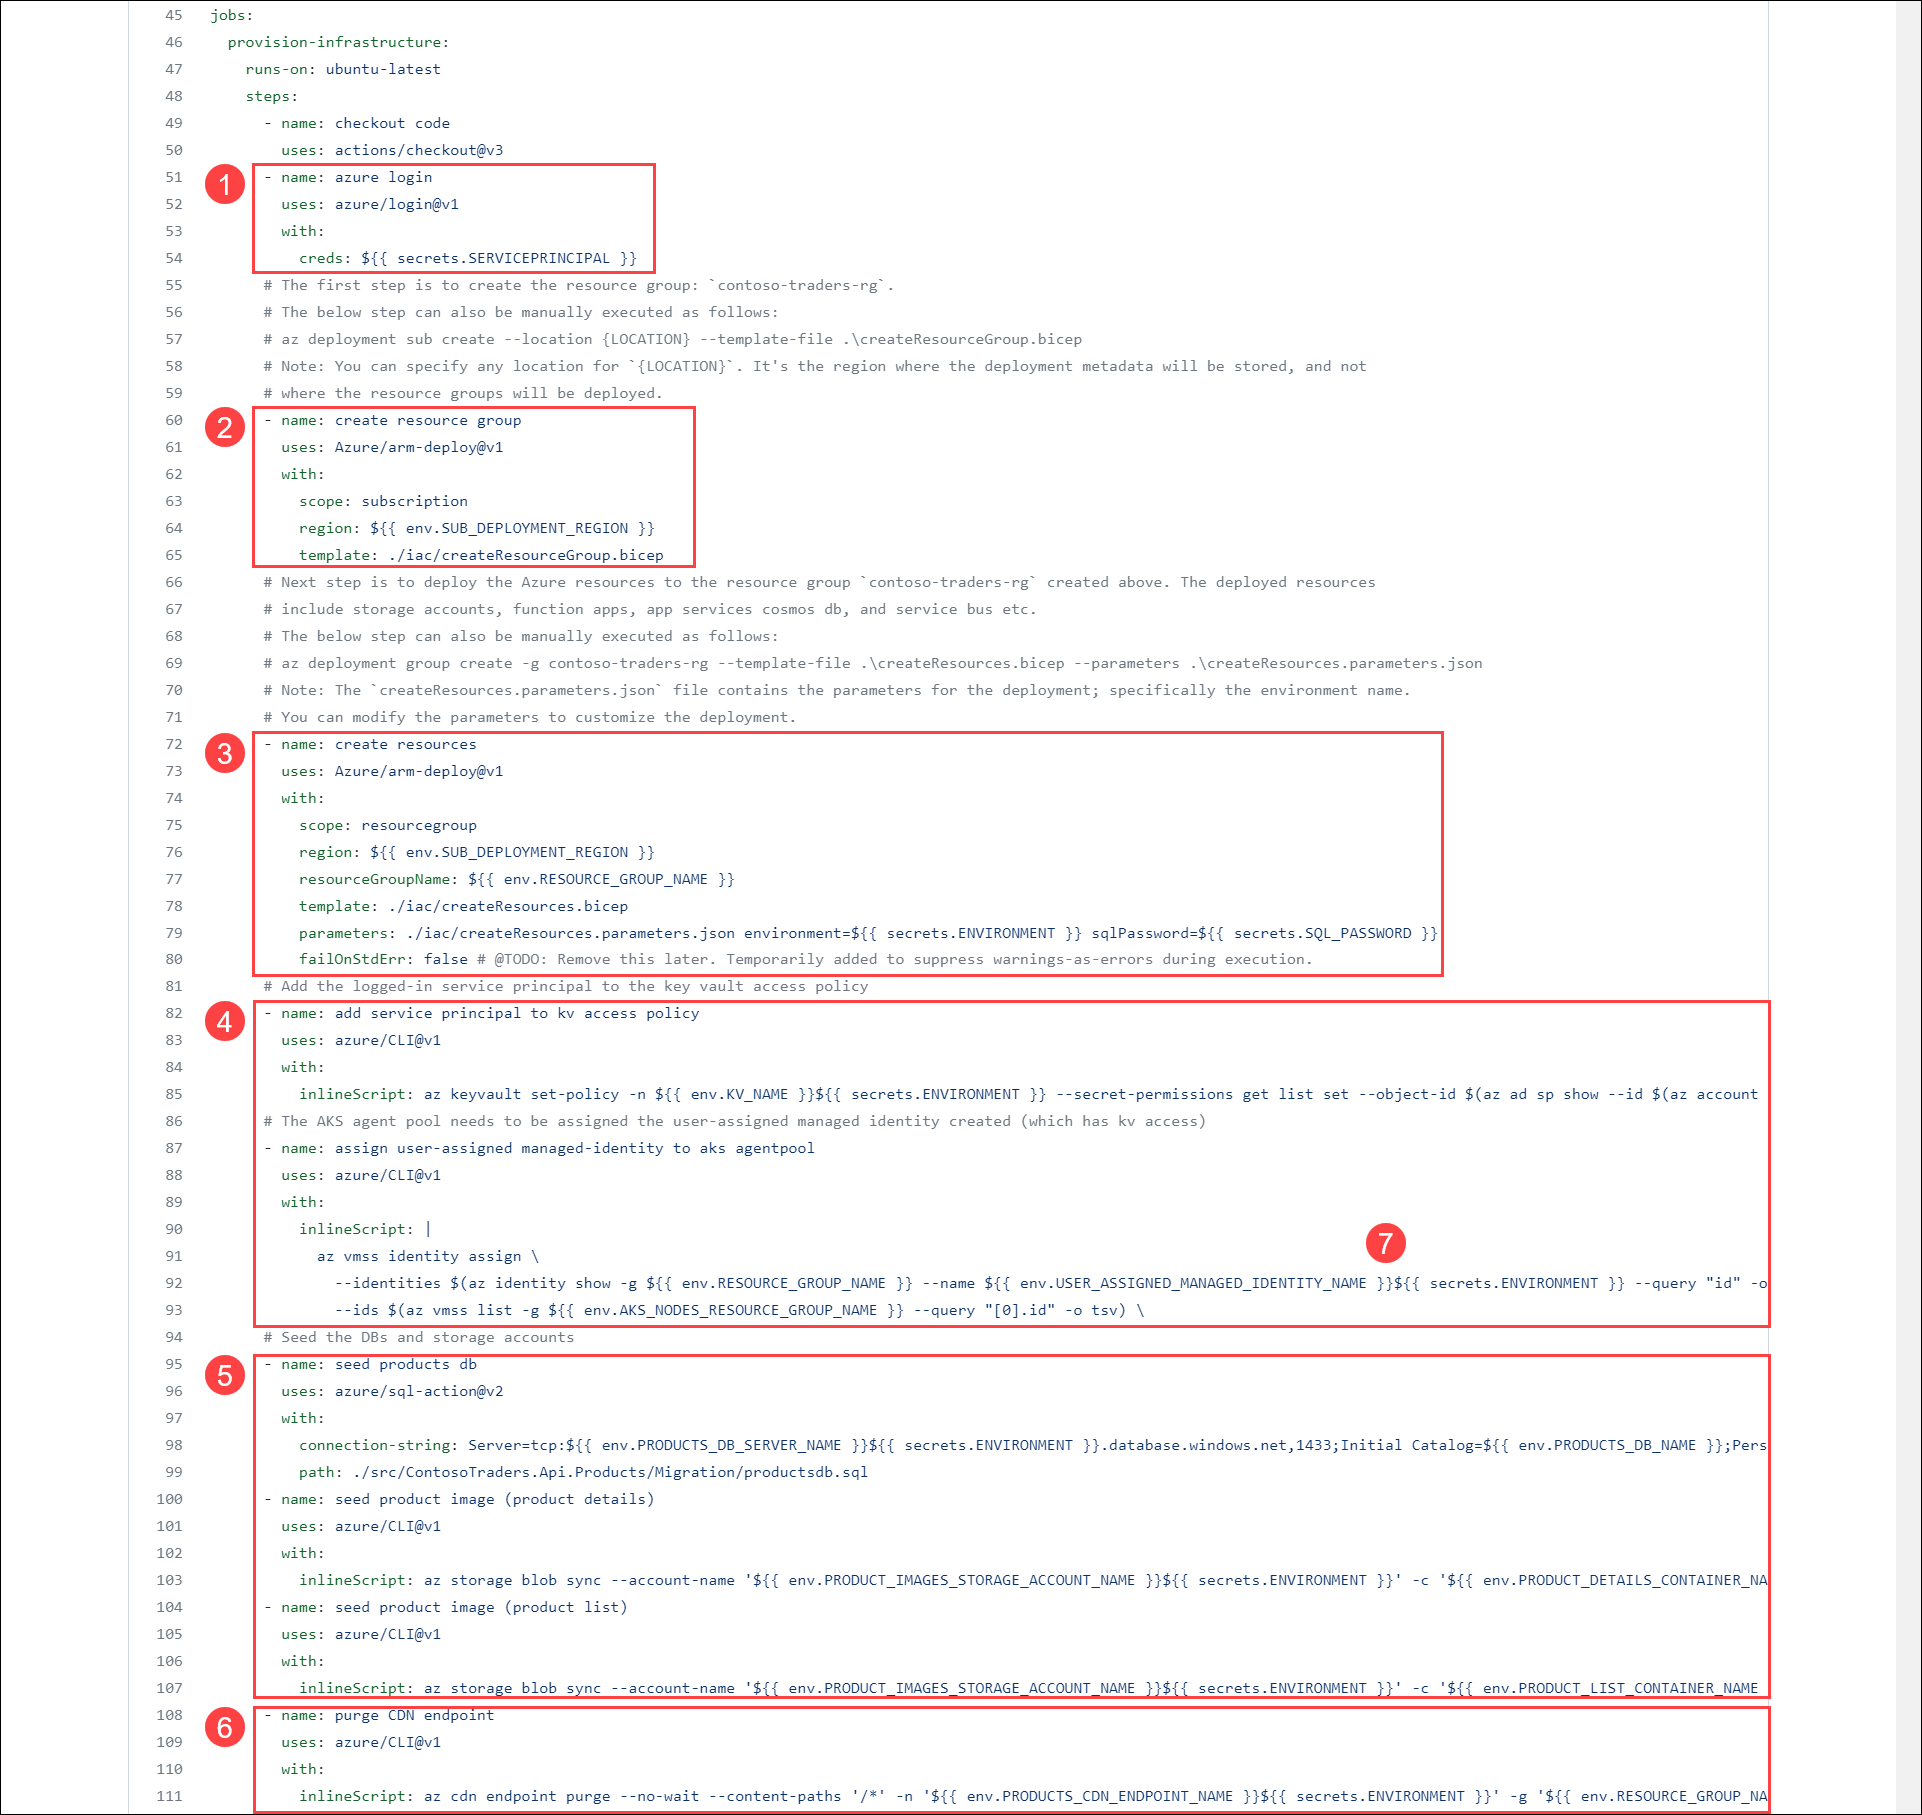 45 jobs:
46 provision-infrastructure:
47 runs-on: ubuntu-latest
48 steps:
49 - name: checkout code
50 uses: actions/checkout@v3
1
51 - name: azure login
52 uses: azure/login@v1
53 with:
54 creds: ${{ secrets.SERVICEPRINCIPAL }}
55 # The first step is to create the resource group: `contoso-traders-rg`.
56 # The below step can also be manually executed as follows:
57 # az deployment sub create --location {LOCATION} --template-file .\createResourceGroup.bicep
58 # Note: You can specify any location for `{LOCATION}`. It's the region where the deployment metadata will be stored, and not
59 # where the resource groups will be deployed.
2
60 - name: create resource group
61 uses: Azure/arm-deploy@v1
62 with:
63 scope: subscription
64 region: ${{ env.SUB_DEPLOYMENT_REGION }}
65 template: ./iac/createResourceGroup.bicep
66 # Next step is to deploy the Azure resources to the resource group `contoso-traders-rg` created above. The deployed resources
67 # include storage accounts, function apps, app services cosmos db, and service bus etc.
68 # The below step can also be manually executed as follows:
69 # az deployment group create -g contoso-traders-rg --template-file .\createResources.bicep --parameters .\createResources.parameters.json
70 # Note: The `createResources.parameters.json` file contains the parameters for the deployment; specifically the environment name.
71 # You can modify the parameters to customize the deployment.
3
72 - name: create resources
73 uses: Azure/arm-deploy@v1
74 with:
75 scope: resourcegroup
76 region: ${{ env.SUB_DEPLOYMENT_REGION }}
77 resourceGroupName: ${{ env.RESOURCE_GROUP_NAME }}
78 template: ./iac/createResources.bicep
79 parameters: ./iac/createResources.parameters.json environment=${{ secrets.ENVIRONMENT }} sqlPassword=${{ secrets.SQL_PASSWORD }}
80 failOnStdErr: false # @TODO: Remove this later. Temporarily added to suppress warnings-as-errors during execution.
81 # Add the logged-in service principal to the key vault access policy
4
82 - name: add service principal to kv access policy
83 uses: azure/CLI@v1
84 with:
85 inlineScript: az keyvault set-policy -n ${{ env.KV_NAME }}${{ secrets.ENVIRONMENT }} --secret-permissions get list set --object-id $(az ad sp show --id $(az account
86 # The AKS agent pool needs to be assigned the user-assigned managed identity created (which has kv access)
87 - name: assign user-assigned managed-identity to aks agentpool
88 uses: azure/CLI@v1
89 with:
90 inlineScript: |
7
91 az vmss identity assign \
92 --identities $(az identity show -g ${{ env.RESOURCE_GROUP_NAME }} --name ${{ env.USER_ASSIGNED_MANAGED_IDENTITY_NAME }}${{ secrets.ENVIRONMENT }} --query "id" -o
93 --ids $(az vmss list -g ${{ env.AKS_NODES_RESOURCE_GROUP_NAME }} --query "[0].id" -o tsv) \
94 # Seed the DBs and storage accounts
5
95 - name: seed products db
96 uses: azure/sql-action@v2
97 with:
98 connection-string: Server=tcp:${{ env.PRODUCTS_DB_SERVER_NAME }}${{ secrets.ENVIRONMENT }}.database.windows.net,1433;Initial Catalog=${{ env.PRODUCTS_DB_NAME }};Pers
99 path: ./src/ContosoTraders.Api.Products/Migration/productsdb.sql
100 - name: seed product image (product details)
101 uses: azure/CLI@v1
102 with:
103 inlineScript: az storage blob sync --account-name '${{ env.PRODUCT_IMAGES_STORAGE_ACCOUNT_NAME }}${{ secrets.ENVIRONMENT }}' -c '${{ env.PRODUCT_DETAILS_CONTAINER_NA
104 - name: seed product image (product list)
105 uses: azure/CLI@v1
106 with:
107 inlineScript: az storage blob sync --account-name '${{ env.PRODUCT_IMAGES_STORAGE_ACCOUNT_NAME }}${{ secrets.ENVIRONMENT }}' -c '${{ env.PRODUCT_LIST_CONTAINER_NAME
6
108 - name: purge CDN endpoint
109 uses: azure/CLI@v1
110 with:
111 inlineScript: az cdn endpoint purge --no-wait --content-paths '/*' -n '${{ env.PRODUCTS_CDN_ENDPOINT_NAME }}${{ secrets.ENVIRONMENT }}' -g '${{ env.RESOURCE_GROUP_NA